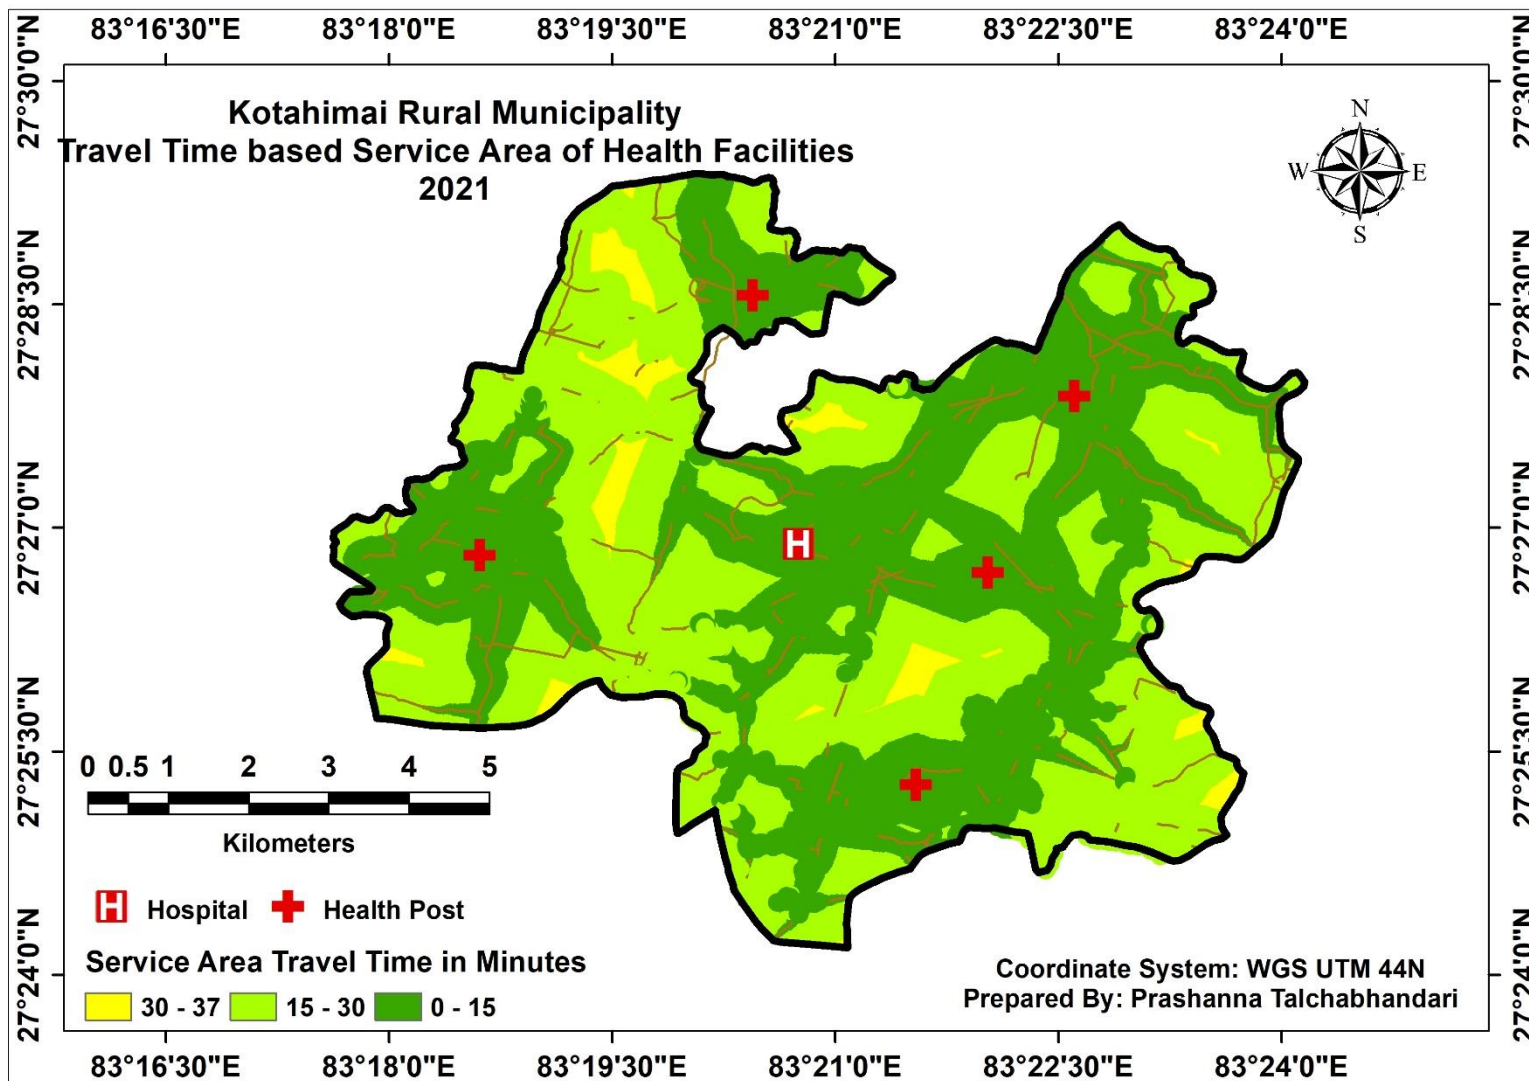 83°16'30"E 83°18'0"E 83°19'30"E 83°21'0"E 83°22'30"E 83°24'0"E
27°30'0"N 27°30'0"N
Kotahimai Rural Municipality
Travel Time based Service Area of Health Facilities
2021
N
W E
S
27°28'30"N 27°28'30"N
27°27'0"N 27°27'0"N
H
27°25'30"N 27°25'30"N
0 0.5 1 2 3 4 5
Kilometers
H Hospital Health Post
Service Area Travel Time in Minutes
30 - 37 15 - 30 0 - 15
Coordinate System: WGS UTM 44N
Prepared By: Prashanna Talchabhandari
27°24'0"N 27°24'0"N
83°16'30"E 83°18'0"E 83°19'30"E 83°21'0"E 83°22'30"E 83°24'0"E